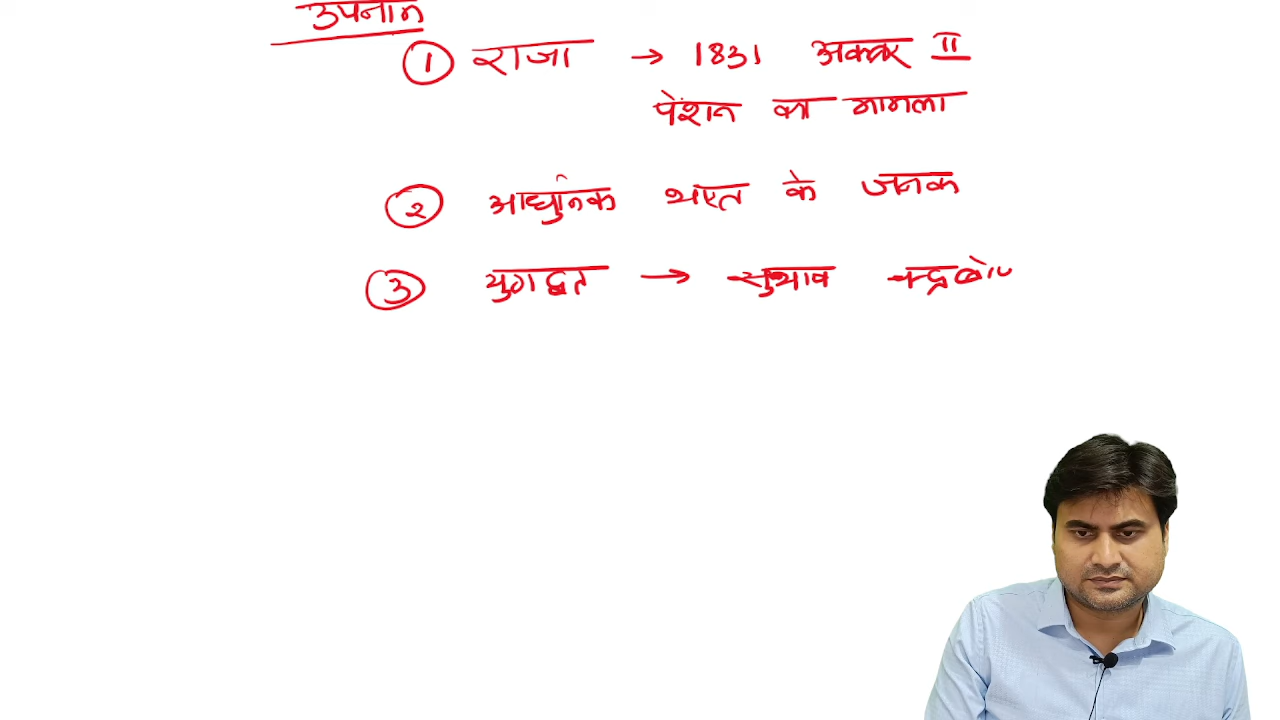 उपनाम
① राजा → 1831 अकबर II
पेंशन का मामला
② आधुनिक भारत के जनक
③ युगदूत → सुभाष चन्द्र बोस